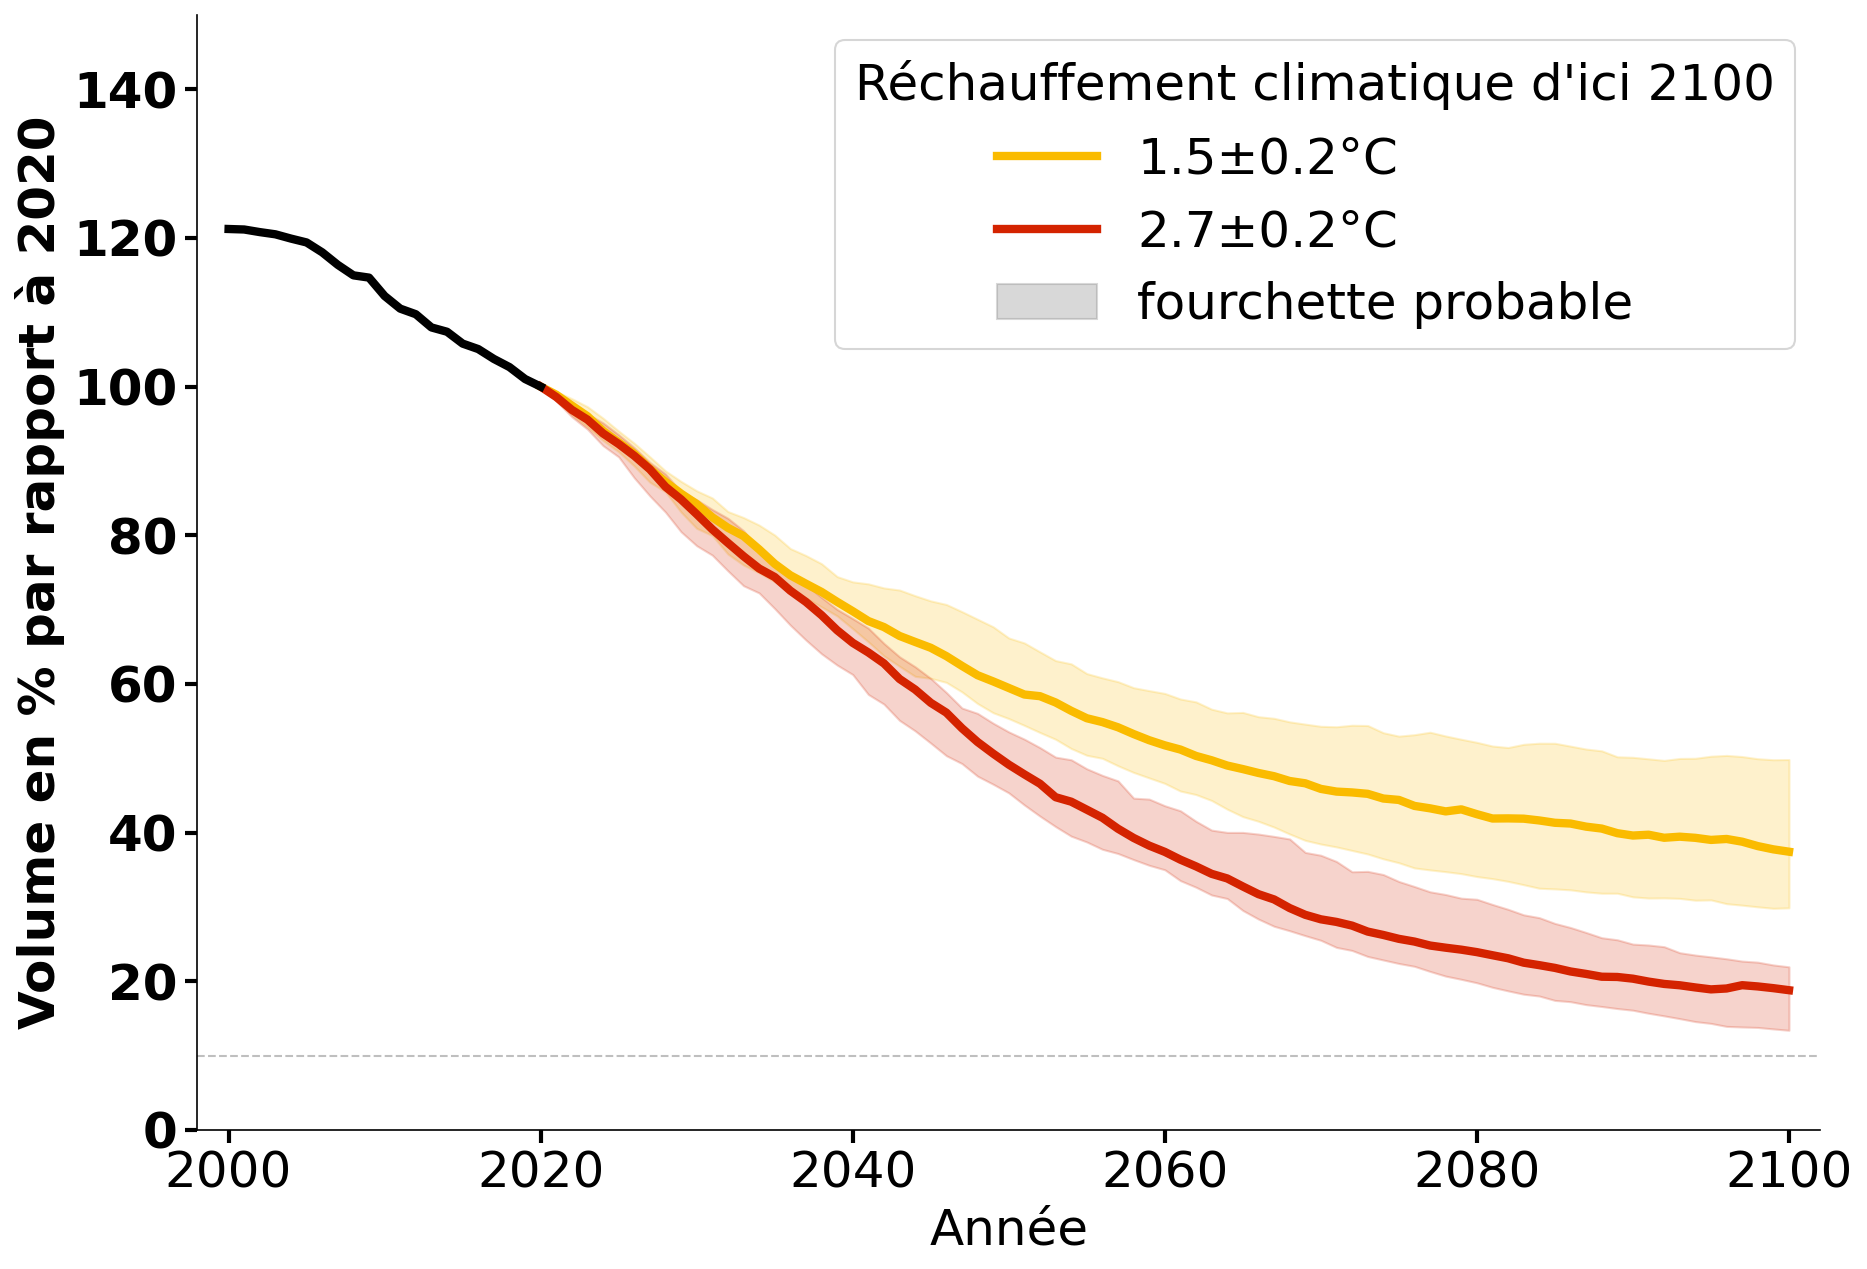 Réchauffement climatique d'ici 2100
1.5±0.2°C
2.7±0.2°C
fourchette probable
Volume en % par rapport à 2020
140
120
100
80
60
40
20
0
2000 2020 2040 2060 2080 2100
Année